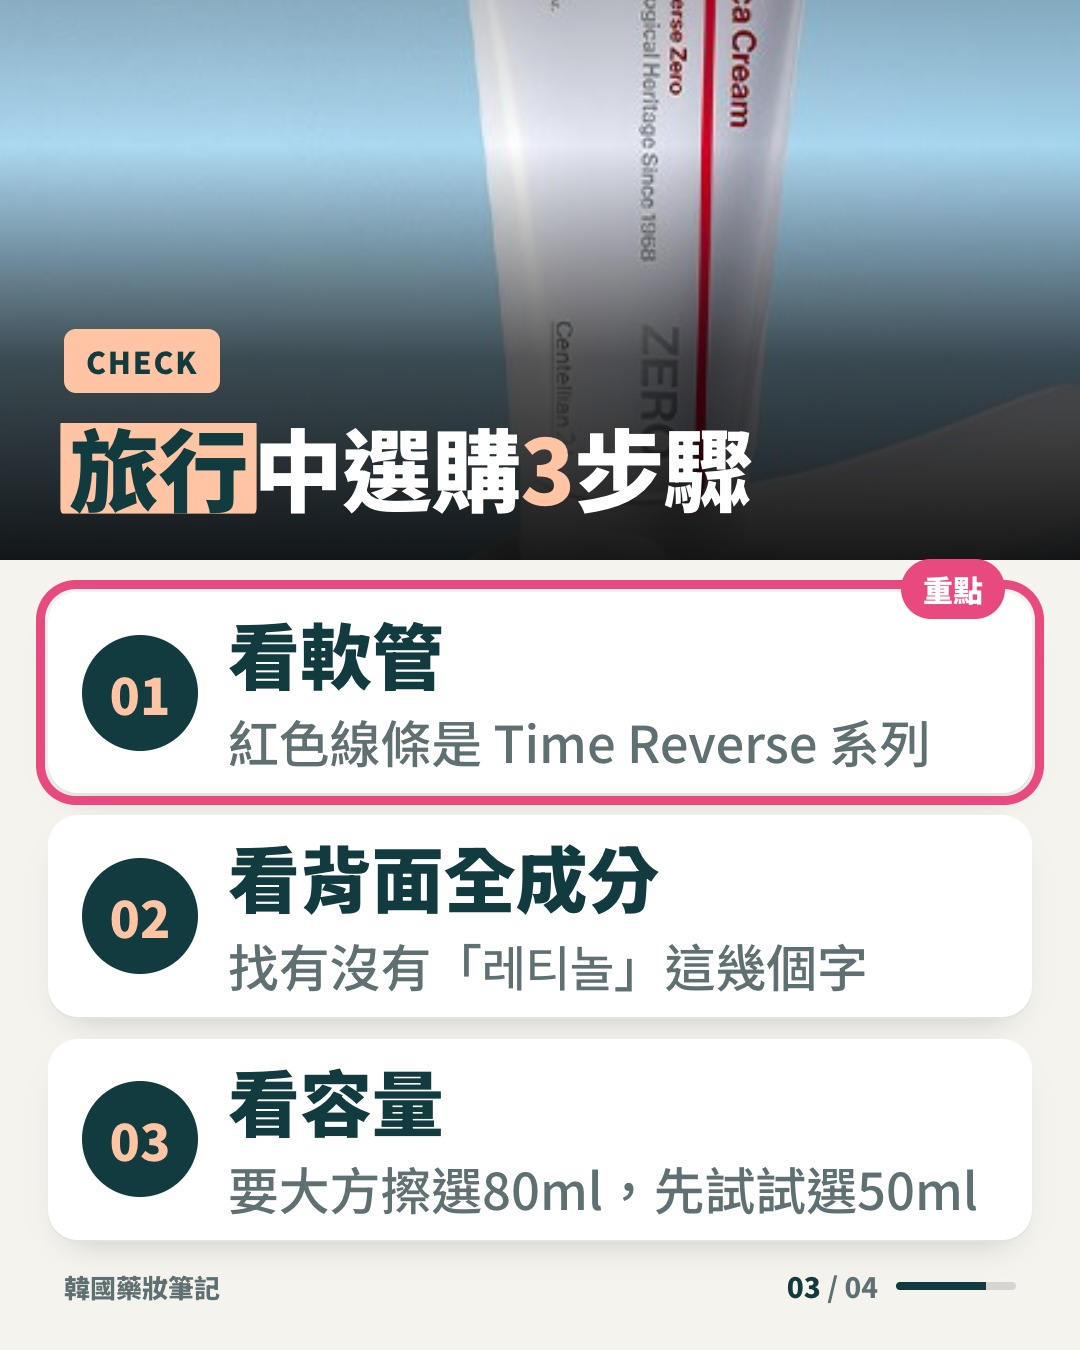 ca Cream
erse Zero
ogical Heritage Since 1968
ZERO
Centellian 2
CHECK
旅行中選購3步驟
重點
01
看軟管
紅色線條是 Time Reverse 系列
02
看背面全成分
找有沒有「레티놀」這幾個字
03
看容量
要大方擦選80ml，先試試選50ml
韓國藥妝筆記
03 / 04